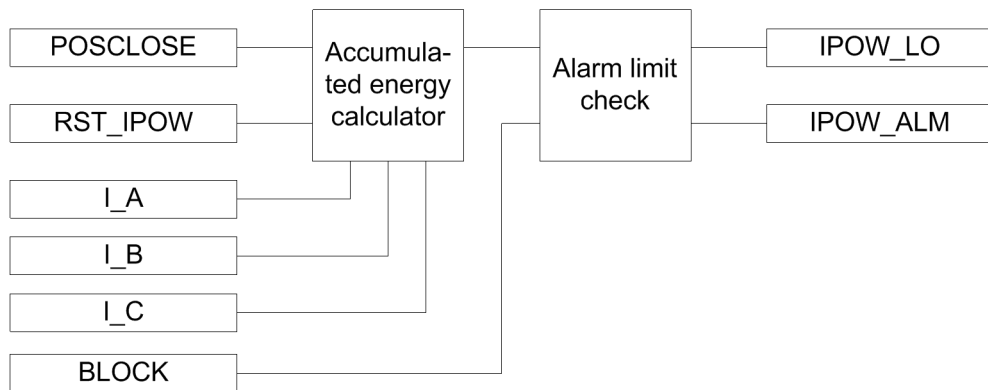 POSCLOSE
RST_IPOW
I_A
I_B
I_C
BLOCK
Accumula-
ted energy
calculator
Alarm limit
check
IPOW_LO
IPOW_ALM